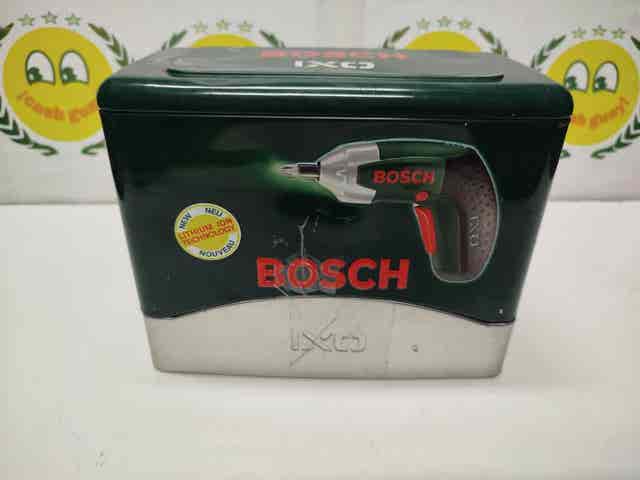 ¡Cash guay!
¡Cash guay!
BOSCH
IXO
BOSCH
IXO
NEW NEU
LITHIUM ION
TECHNOLOGY
NOUVEAU
BOSCH
IXO